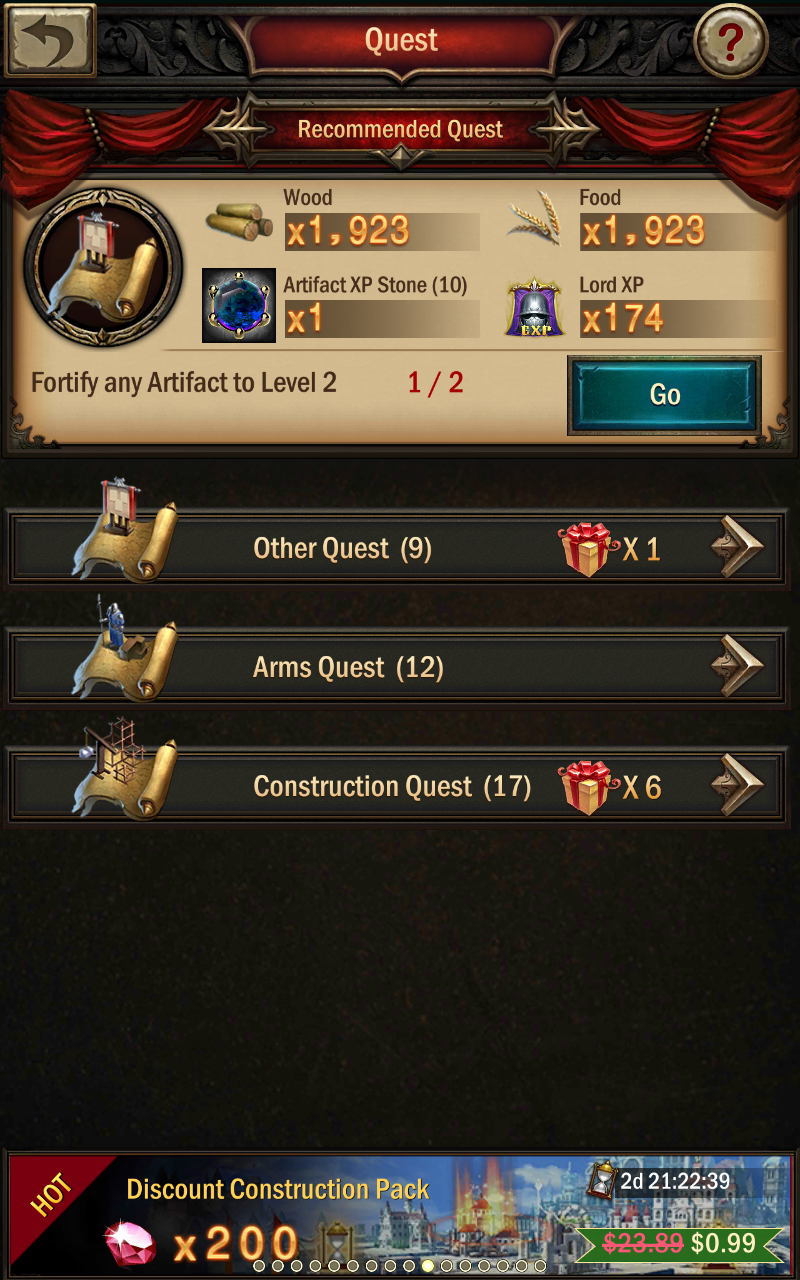 Quest
?
Recommended Quest
Wood
x1,923
Food
x1,923
Artifact XP Stone (10)
x1
Lord XP
EXP
x174
Fortify any Artifact to Level 2
1 / 2
Go
Other Quest (9)
X 1
Arms Quest (12)
Construction Quest (17)
X 6
HOT
Discount Construction Pack
2d 21:22:39
x200
$23.89 $0.99